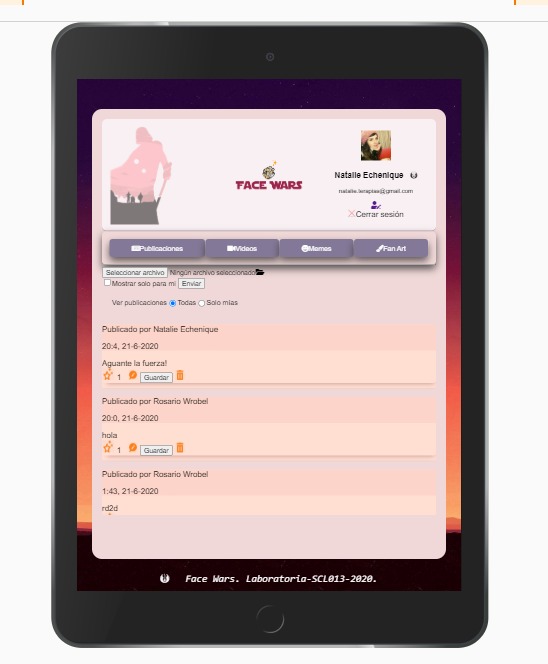 FACE WARS
Natalie Echenique
natalie.terapias@gmail.com
Cerrar sesión
Publicaciones Videos Memes Fan Art
Seleccionar archivo Ningún archivo seleccionado
Mostrar solo para mi Enviar
Ver publicaciones Todas Solo mías
Publicado por Natalie Echenique
20:4, 21-6-2020
Aguante la fuerza!
1 Guardar
Publicado por Rosario Wrobel
20:0, 21-6-2020
hola
1 Guardar
Publicado por Rosario Wrobel
1:43, 21-6-2020
rd2d
Face Wars. Laboratoria-SCL013-2020.